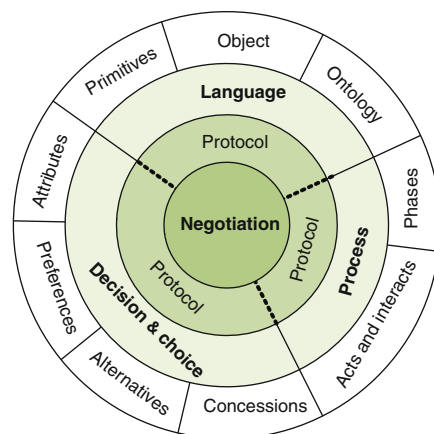 Object
Primitives
Ontology
Language
Attributes
Protocol
Phases
Negotiation
Protocol
Protocol
Process
Preferences
Decision & choice
Acts and interacts
Alternatives
Concessions